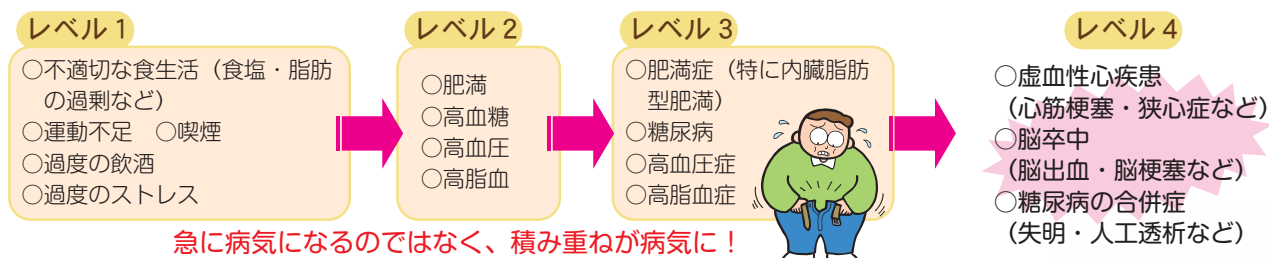 レベル 1
○不適切な食生活（食塩・脂肪
の過剰など）
○運動不足　○喫煙
○過度の飲酒
○過度のストレス
レベル 2
○肥満
○高血糖
○高血圧
○高脂血
レベル 3
○肥満症（特に内臓脂肪
型肥満）
○糖尿病
○高血圧症
○高脂血症
レベル 4
○虚血性心疾患
（心筋梗塞・狭心症など）
○脳卒中
（脳出血・脳梗塞など）
○糖尿病の合併症
（失明・人工透析など）
急に病気になるのではなく、積み重ねが病気に！